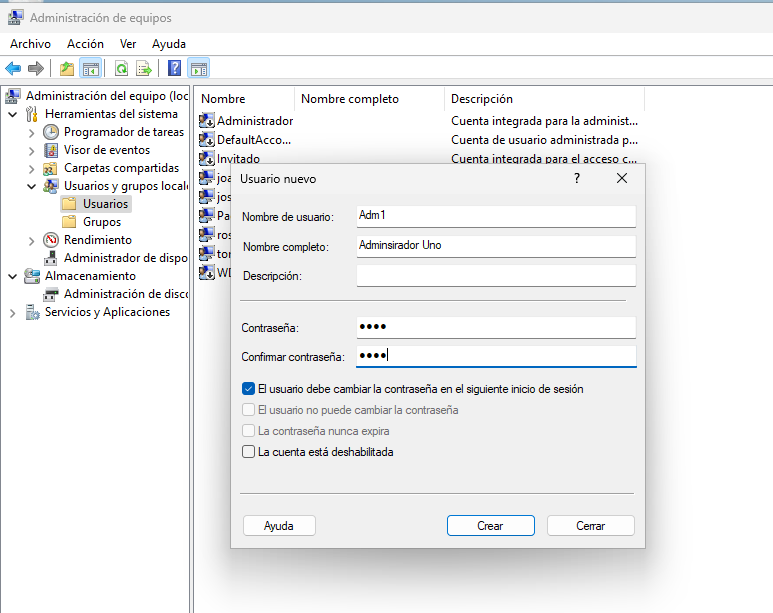 Administración de equipos
Archivo Acción Ver Ayuda
Administración del equipo (loc
Herramientas del sistema
Programador de tareas
Visor de eventos
Carpetas compartidas
Usuarios y grupos locale
Usuarios
Grupos
Rendimiento
Administrador de dispo
Almacenamiento
Administración de disco
Servicios y Aplicaciones
Nombre Nombre completo Descripción
Administrador Cuenta integrada para la administ...
DefaultAcco... Cuenta de usuario administrada p...
Invitado Cuenta integrada para el acceso c...
joa
jos
Pa
ros
tor
WD
Usuario nuevo
?
Nombre de usuario: Adm1
Nombre completo: Adminsirador Uno
Descripción:
Contraseña: ●●●●
Confirmar contraseña: ●●●●
El usuario debe cambiar la contraseña en el siguiente inicio de sesión
El usuario no puede cambiar la contraseña
La contraseña nunca expira
La cuenta está deshabilitada
Ayuda Crear Cerrar